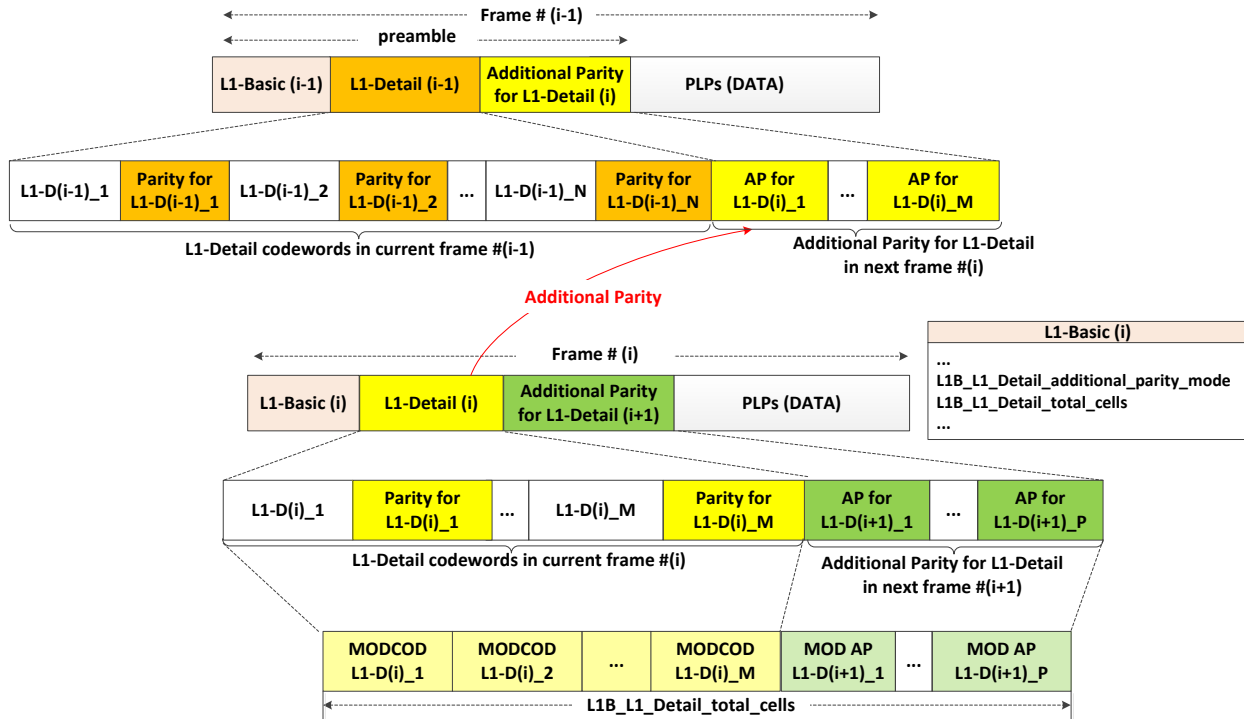 Frame # (i-1)
preamble
L1-Basic (i-1)
L1-Detail (i-1)
Additional Parity
for L1-Detail (i)
PLPs (DATA)
L1-D(i-1)_1
Parity for
L1-D(i-1)_1
L1-D(i-1)_2
Parity for
L1-D(i-1)_2
...
L1-D(i-1)_N
Parity for
L1-D(i-1)_N
AP for
L1-D(i)_1
...
AP for
L1-D(i)_M
L1-Detail codewords in current frame #(i-1)
Additional Parity for L1-Detail
in next frame #(i)
Additional Parity
Frame # (i)
L1-Basic (i)
L1-Detail (i)
Additional Parity
for L1-Detail (i+1)
PLPs (DATA)
L1-Basic (i)
...
L1B_L1_Detail_additional_parity_mode
L1B_L1_Detail_total_cells
...
L1-D(i)_1
Parity for
L1-D(i)_1
...
L1-D(i)_M
Parity for
L1-D(i)_M
AP for
L1-D(i+1)_1
...
AP for
L1-D(i+1)_P
L1-Detail codewords in current frame #(i)
Additional Parity for L1-Detail
in next frame #(i+1)
MODCOD
L1-D(i)_1
MODCOD
L1-D(i)_2
...
MODCOD
L1-D(i)_M
MOD AP
L1-D(i+1)_1
...
MOD AP
L1-D(i+1)_P
L1B_L1_Detail_total_cells